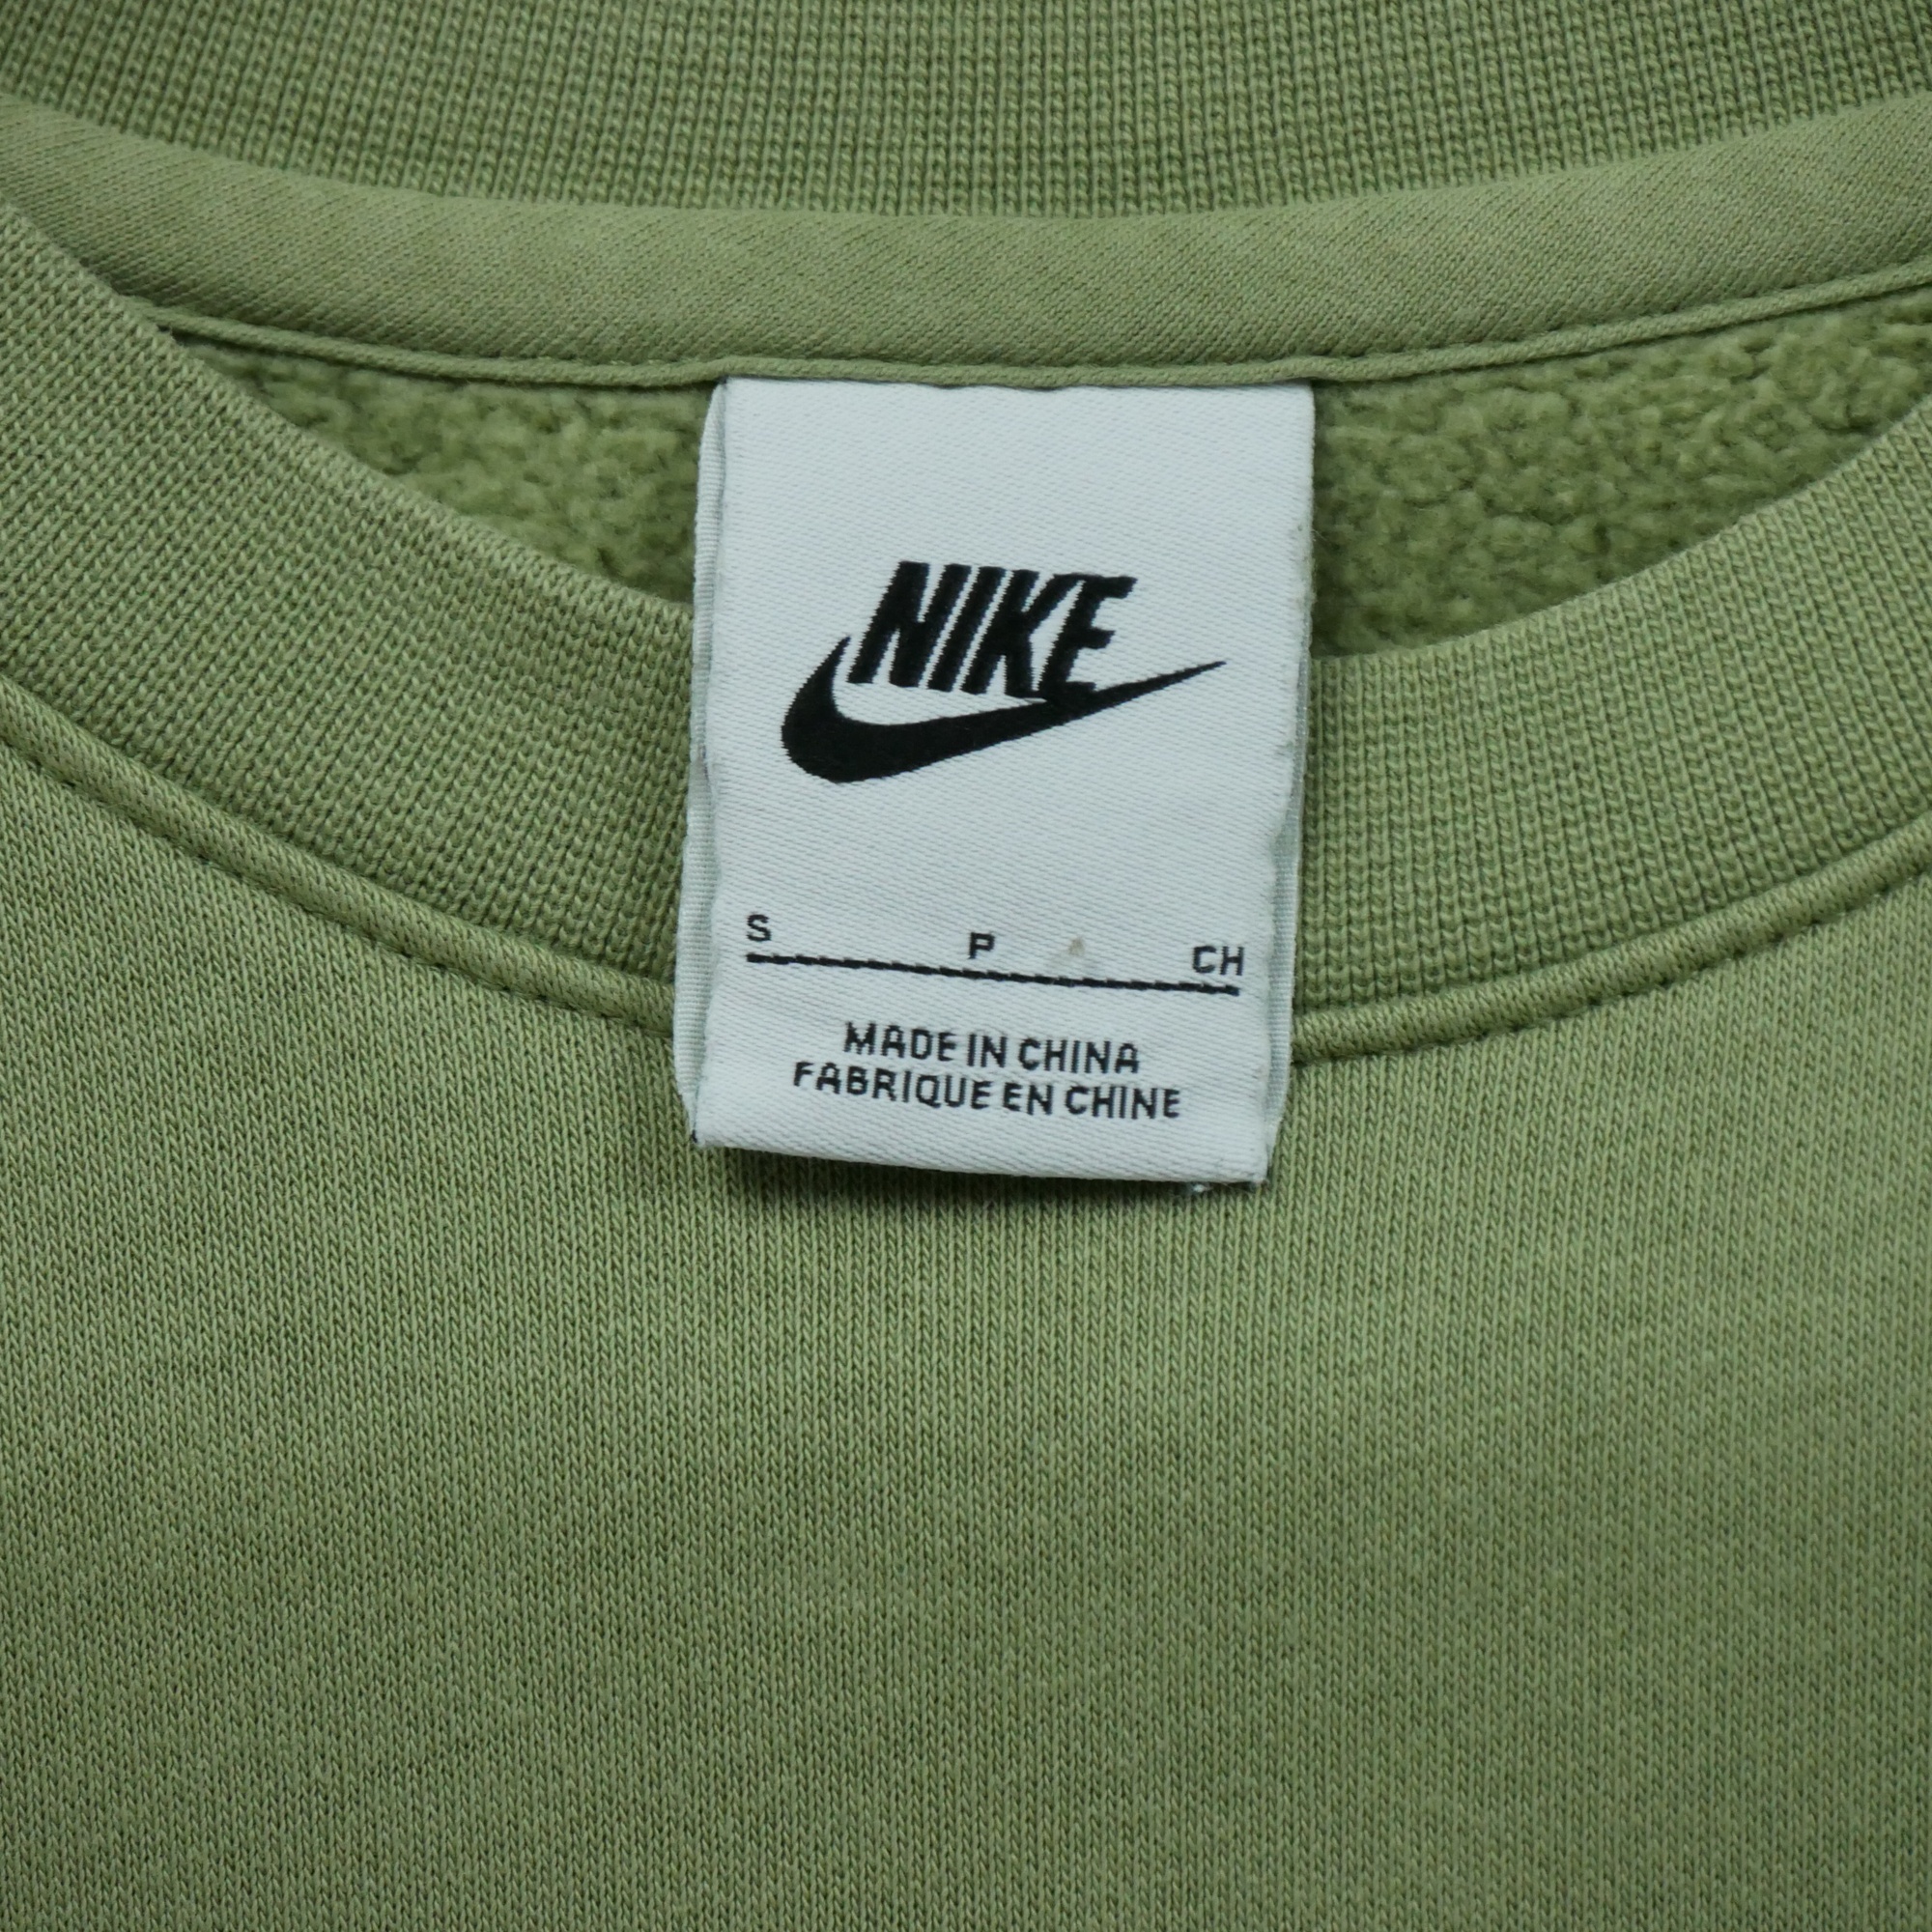 NIKE
S P CH
MADE IN CHINA
FABRIQUE EN CHINE